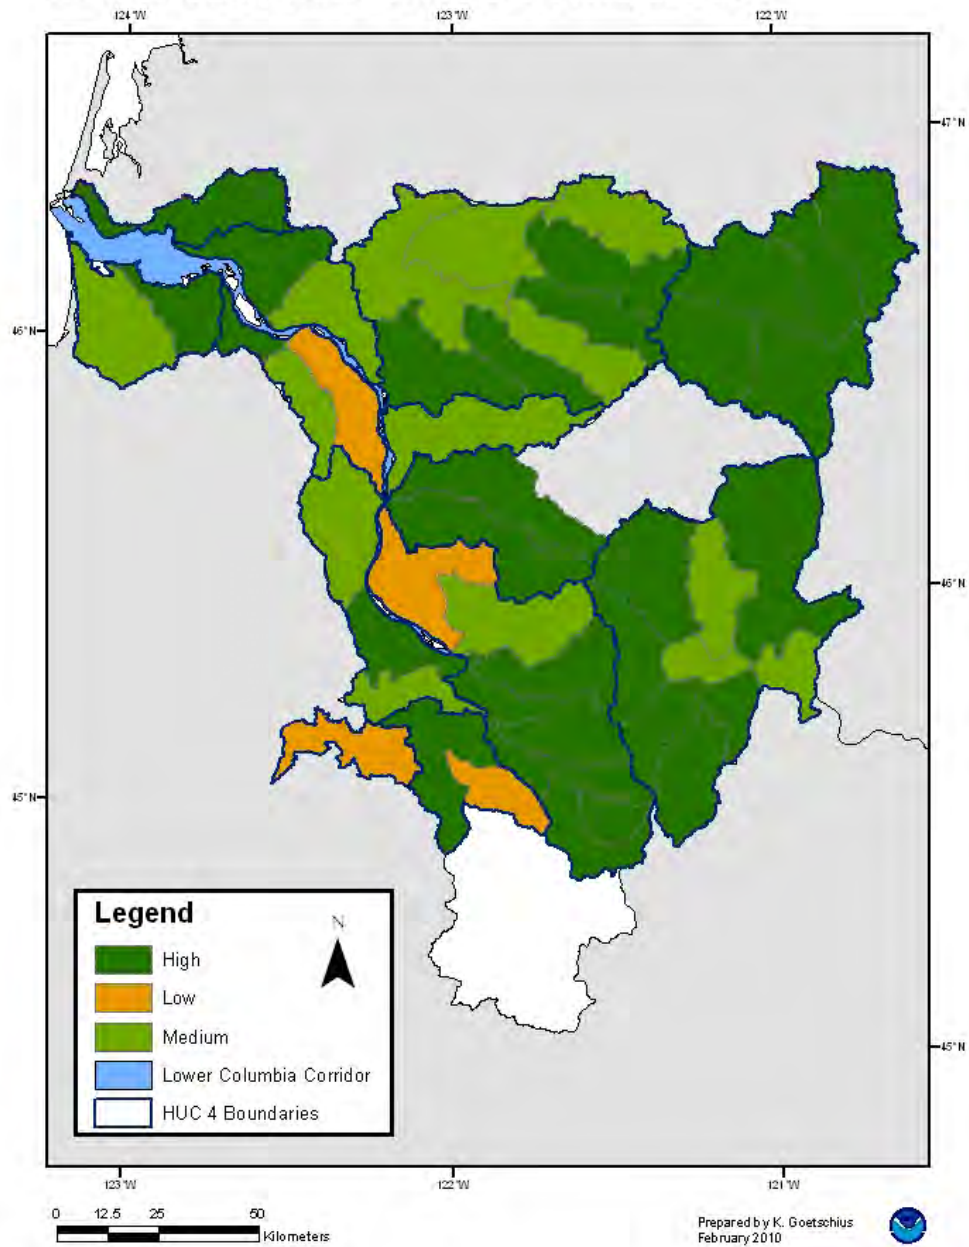 124°W 123°W 122°W
47°N
46°N
46°N
45°N
Legend
N
High
Low
Medium
Lower Columbia Corridor
HUC 4 Boundaries
45°N
123°W 122°W 121°W
0 12.5 25 50
Kilometers
Prepared by K. Goetschius
February 2010